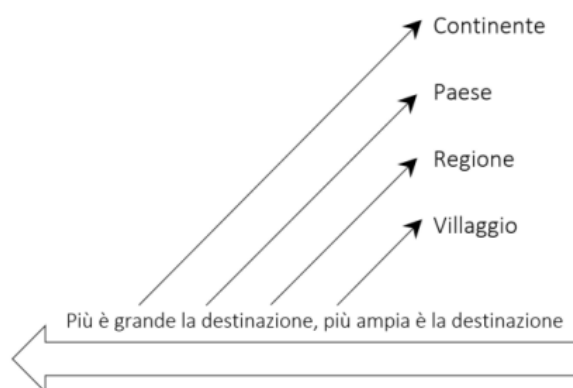 Continente
Paese
Regione
Villaggio
Più è grande la destinazione, più ampia è la destinazione